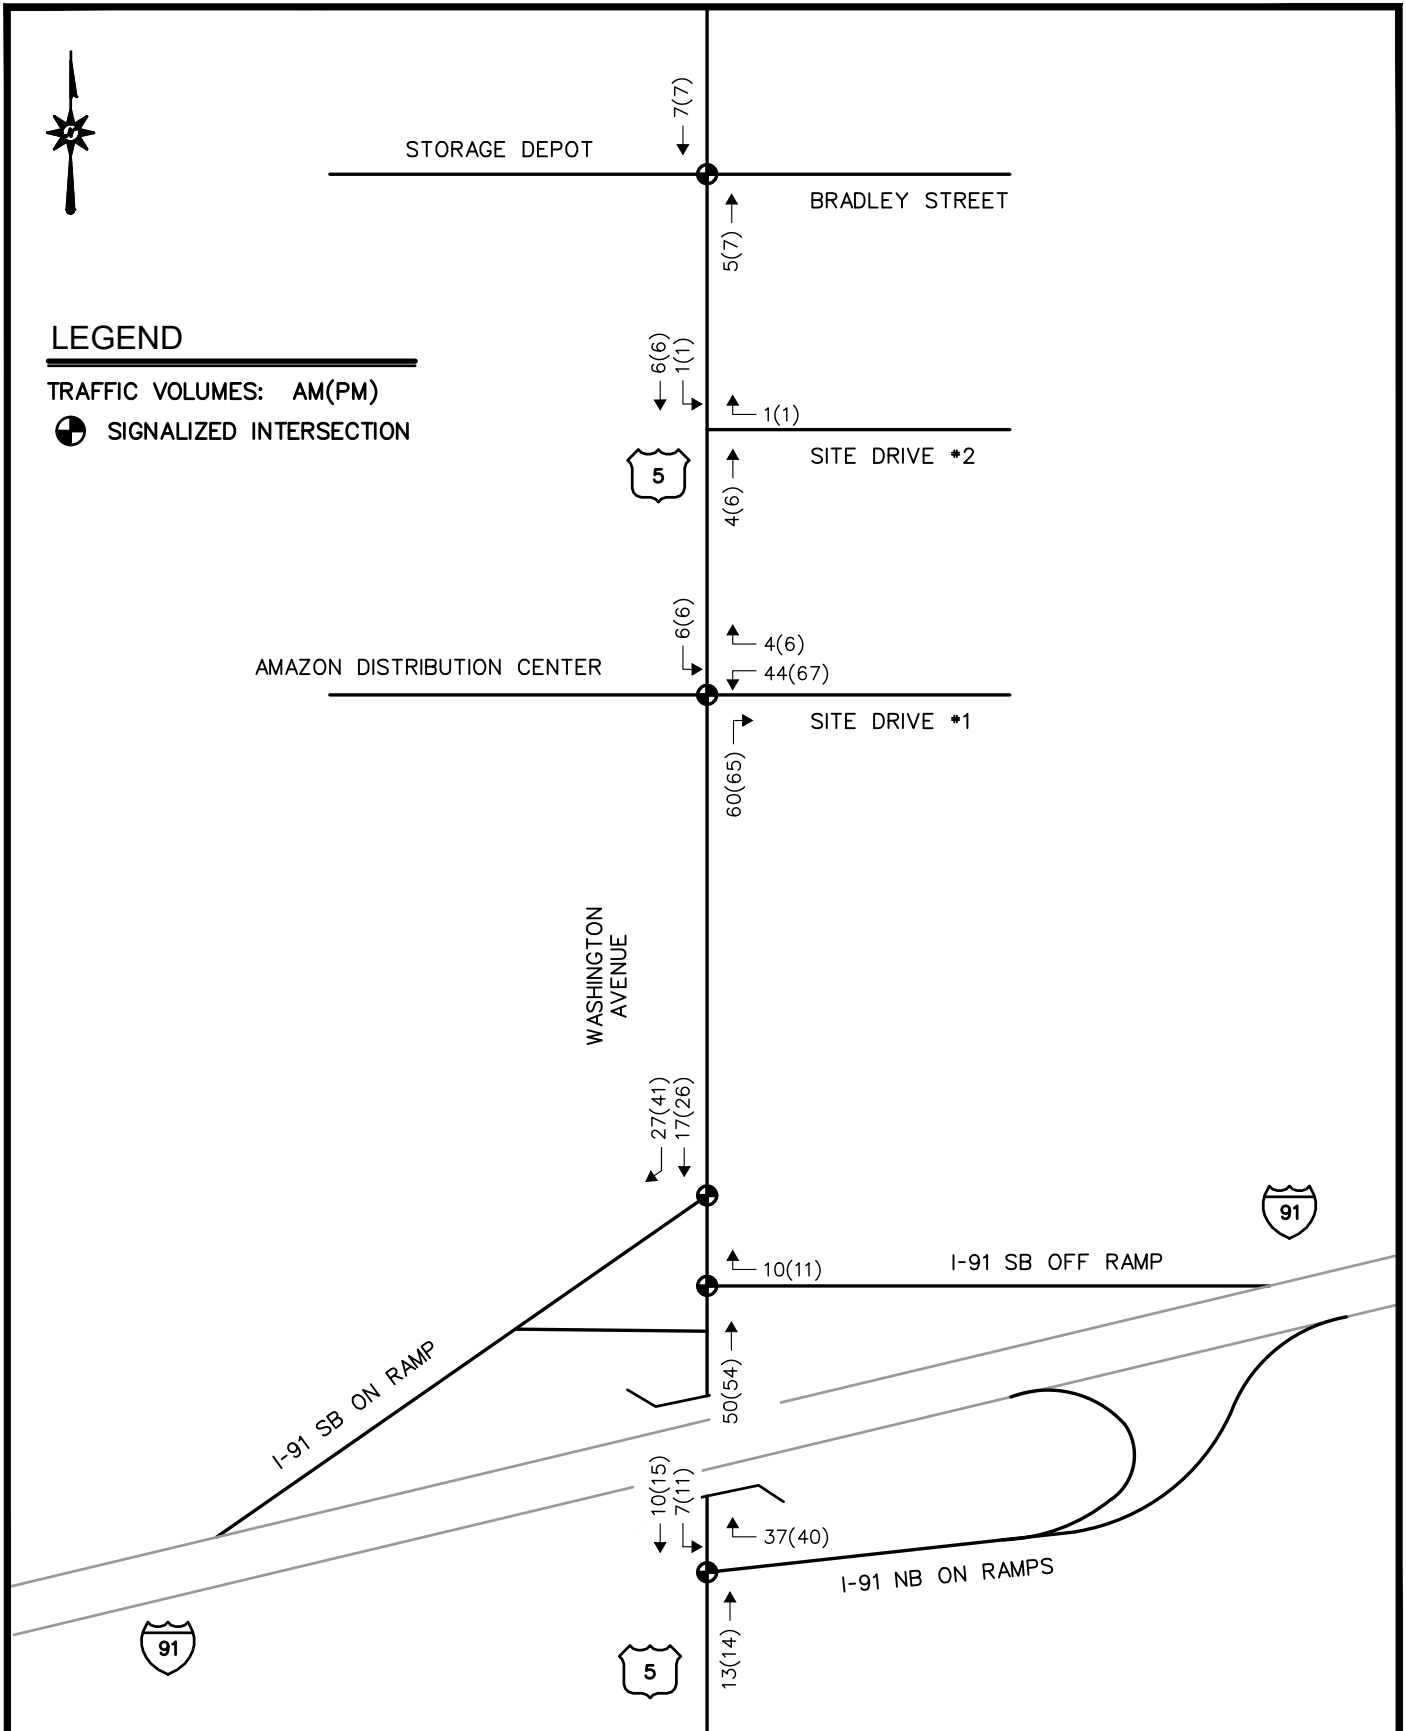 7(7)
STORAGE DEPOT
BRADLEY STREET
5(7)
LEGEND
TRAFFIC VOLUMES: AM(PM)
SIGNALIZED INTERSECTION
6(6)
1(1)
1(1)
SITE DRIVE #2
5
4(6)
6(6)
4(6)
44(67)
AMAZON DISTRIBUTION CENTER
SITE DRIVE #1
60(65)
WASHINGTON
AVENUE
27(41)
17(26)
91
10(11)
I-91 SB OFF RAMP
I-91 SB ON RAMP
50(54)
10(15)
7(11)
37(40)
I-91 NB ON RAMPS
91
5
13(14)
N